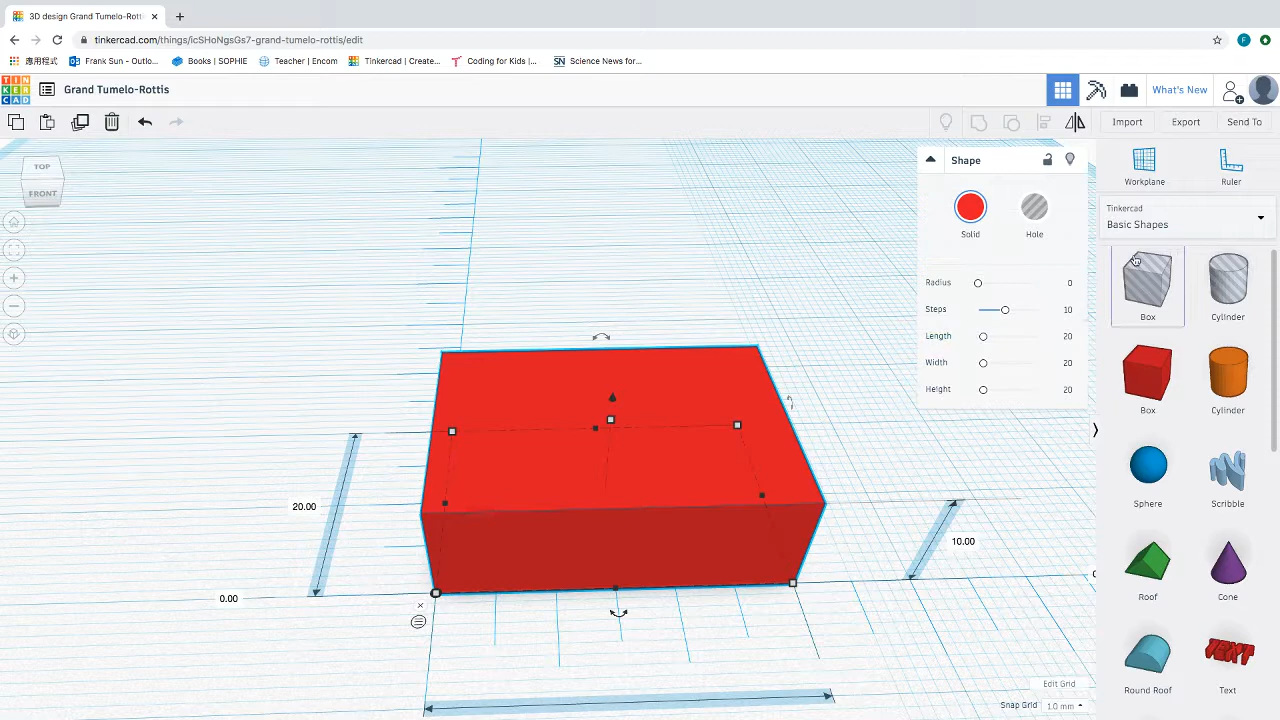 3D design Grand Tumelo-Rotti
tinkercad.com/things/icSHoNgsGs7-grand-tumelo-rottis/edit
應用程式 Frank Sun - Outlo... Books | SOPHIE Teacher | Encom Tinkercad | Create... Coding for Kids |... SN Science News for...
TIN
KER
CAD
Grand Tumelo-Rottis
What's New
Import Export Send To
TOP
FRONT
Shape
Solid Hole
Radius 0
Steps 10
Length 20
Width 20
Height 20
Workplane Ruler
Tinkercad
Basic Shapes
Box Cylinder
Box Cylinder
Sphere Scribble
Roof Cone
TEXT
Round Roof Text
20.00
10.00
0.00
Edit Grid
Snap Grid 1.0 mm